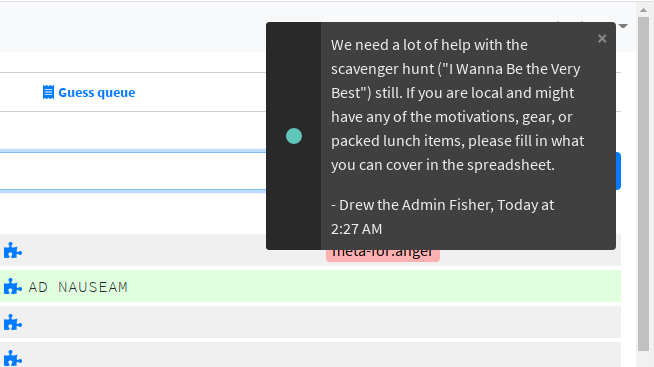 We need a lot of help with the
scavenger hunt ("I Wanna Be the Very
Best") still. If you are local and might
have any of the motivations, gear, or
packed lunch items, please fill in what
you can cover in the spreadsheet.
- Drew the Admin Fisher, Today at
2:27 AM
Guess queue
meta-for:anger
AD NAUSEAM